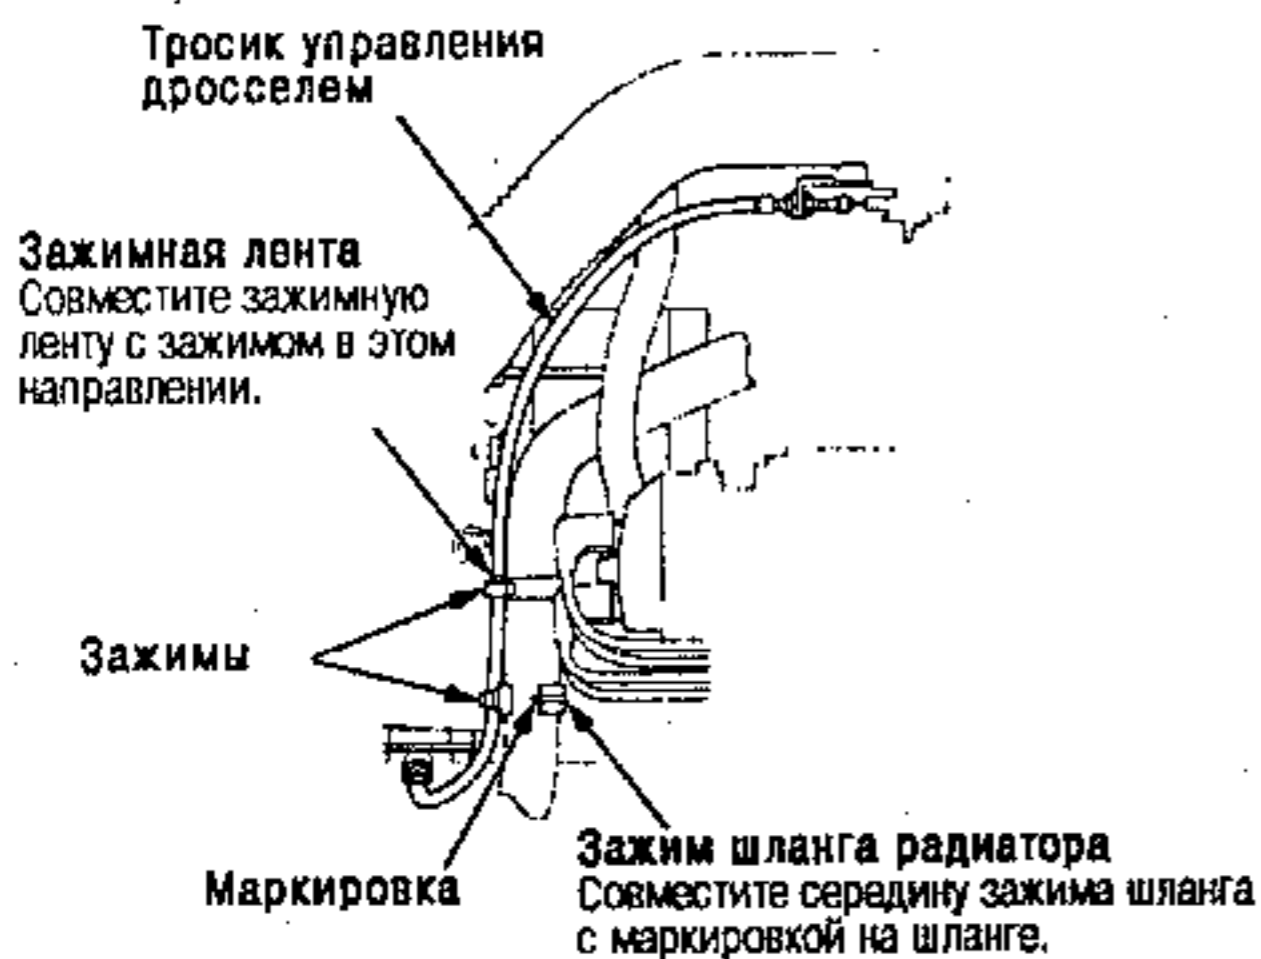 Тросик управления
дросселем
Зажимная лента
Совместите зажимную
ленту с зажимом в этом
направлении.
Зажимы
Маркировка
Зажим шланга радиатора
Совместите середину зажима шланга
с маркировкой на шланге.